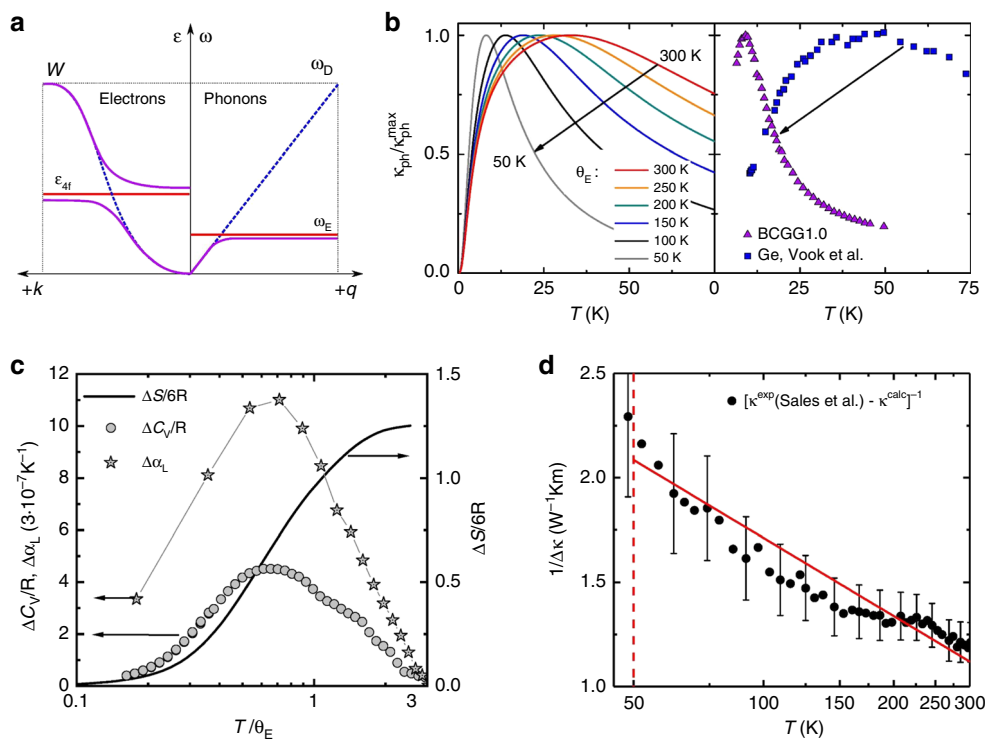 a
ε
ω
W
ω_D
Electrons
Phonons
ε_4f
ω_E
+k
+q
b
κ_ph/κ_ph^max
1.0
0.5
0.0
300 K
50 K
θ_E :
300 K
250 K
200 K
150 K
100 K
50 K
0
25
50
T (K)
BCGG1.0
Ge, Vook et al.
0
25
50
75
T (K)
c
ΔC_V/R, Δα_L (3·10^-7K^-1)
12
10
8
6
4
2
0
ΔS/6R
ΔC_V/R
Δα_L
1.5
1.0
0.5
0.0
ΔS/6R
0.1
1
3
T/θ_E
d
1/Δκ (W^-1Km)
2.5
2.0
1.5
1.0
[κ^exp(Sales et al.) - κ^calc]^-1
50
100
150
200
250
300
T (K)